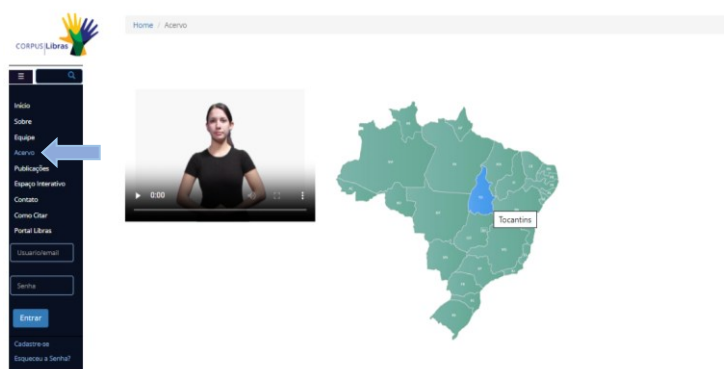 CORPUS|Libras
Home / Acervo
Início
Sobre
Equipe
Acervo
Publicações
Espaço Interativo
Contato
Como Citar
Portal Libras
Usuário/email
Senha
Entrar
Cadastre-se
Esqueceu a Senha?
0:00
Tocantins